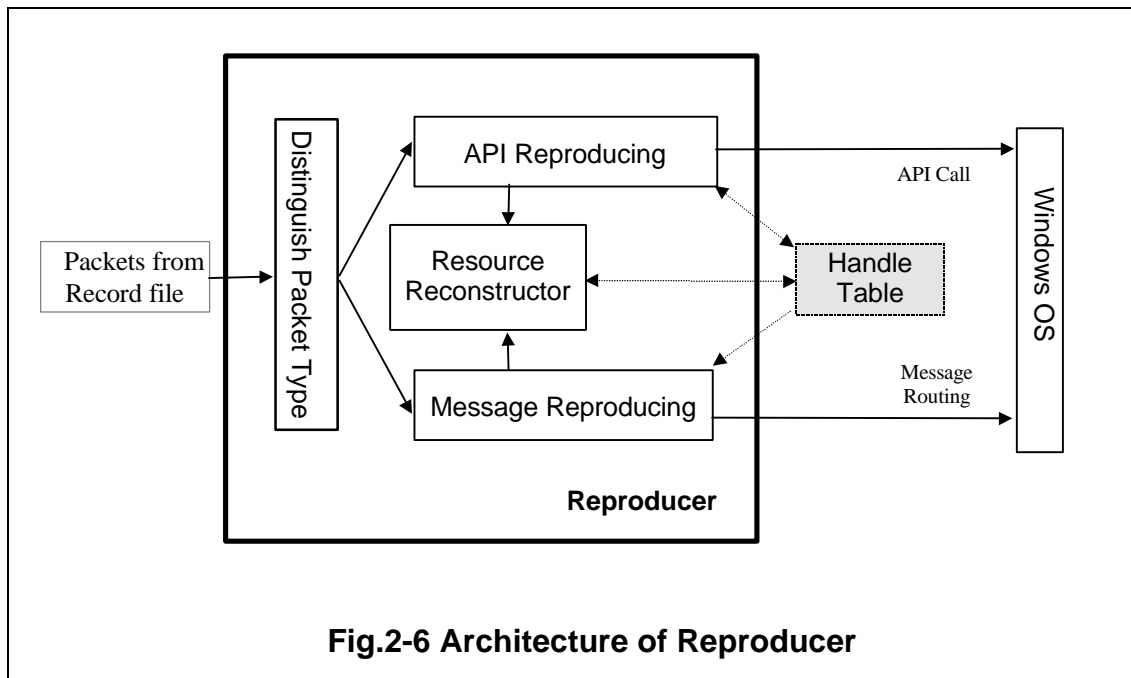 Packets from
Record file
Distinguish Packet Type
API Reproducing
Resource
Reconstructor
Message Reproducing
Reproducer
API Call
Handle
Table
Message
Routing
Windows OS
Fig.2-6 Architecture of Reproducer